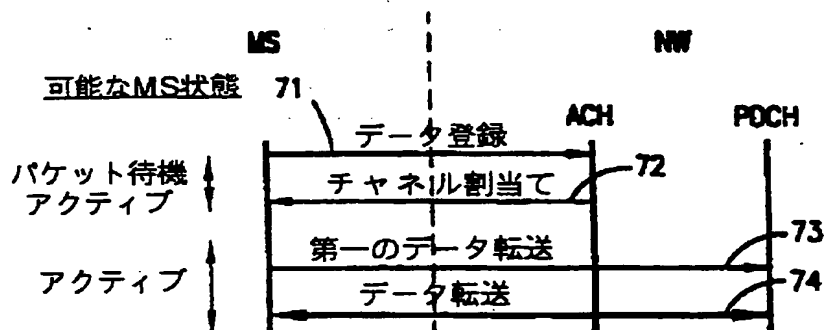 MS
NW
可能なMS状態
71
ACH
PDCH
データ登録
72
パケット待機
アクティブ
チャネル割当て
第一のデータ転送
73
アクティブ
データ転送
74